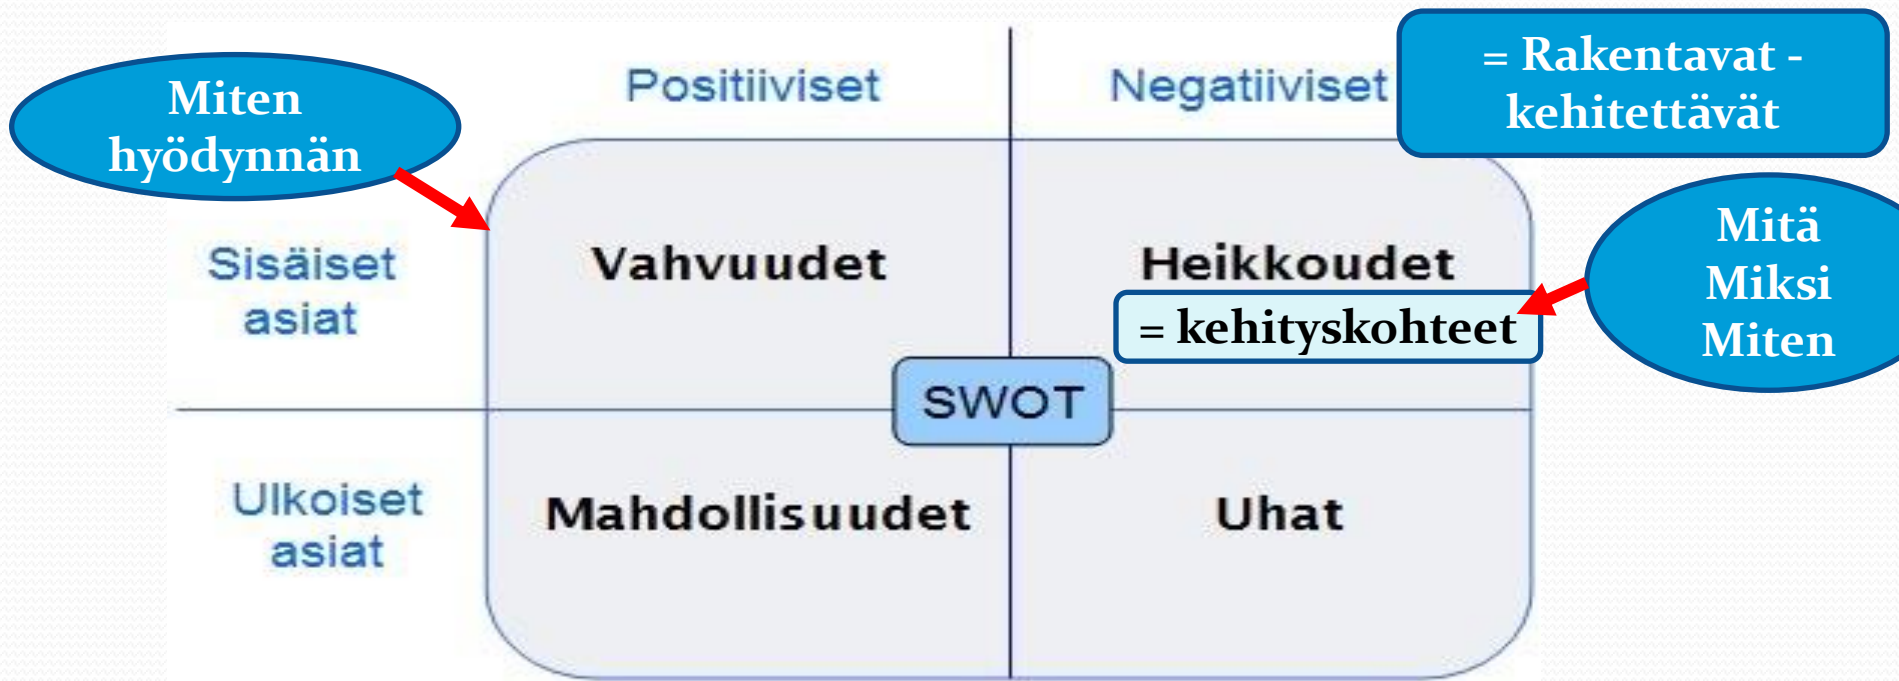 Miten
hyödynnän
Positiiviset
Negatiiviset
= Rakentavat -
kehitettävät
Sisäiset
asiat
Vahvuudet
Heikkoudet
= kehityskohteet
Mitä
Miksi
Miten
SWOT
Ulkoiset
asiat
Mahdollisuudet
Uhat